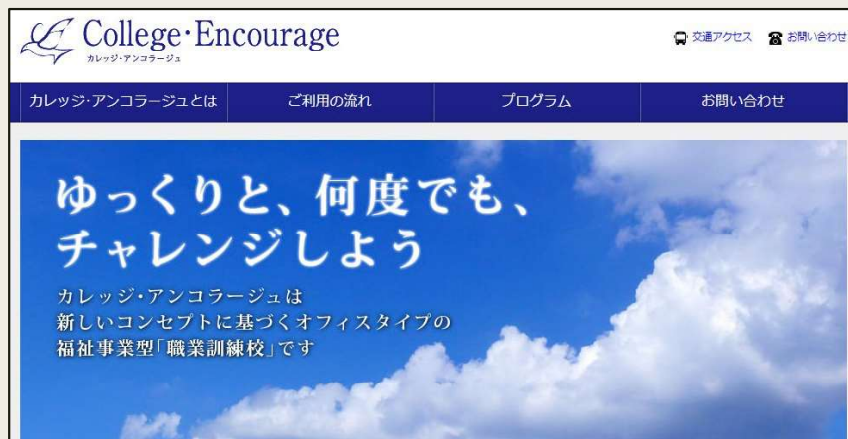 College・Encourage
カレッジ・アンコラージュ
交通アクセス
お問い合わせ
カレッジ・アンコラージュとは
ご利用の流れ
プログラム
お問い合わせ
ゆっくりと、何度でも、
チャレンジしよう
カレッジ・アンコラージュは
新しいコンセプトに基づくオフィスタイプの
福祉事業型「職業訓練校」です